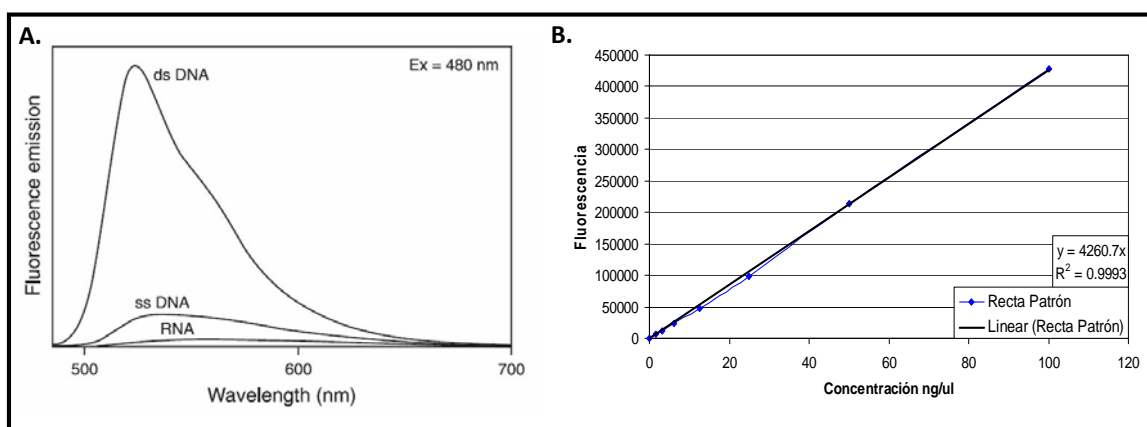 A.
Ex = 480 nm
ds DNA
ss DNA
RNA
Fluorescence emission
500
600
700
Wavelength (nm)
B.
450000
400000
350000
300000
250000
200000
150000
100000
50000
0
Fluorescencia
y = 4260.7x
R² = 0.9993
Recta Patrón
Linear (Recta Patrón)
0 20 40 60 80 100 120
Concentración ng/ul